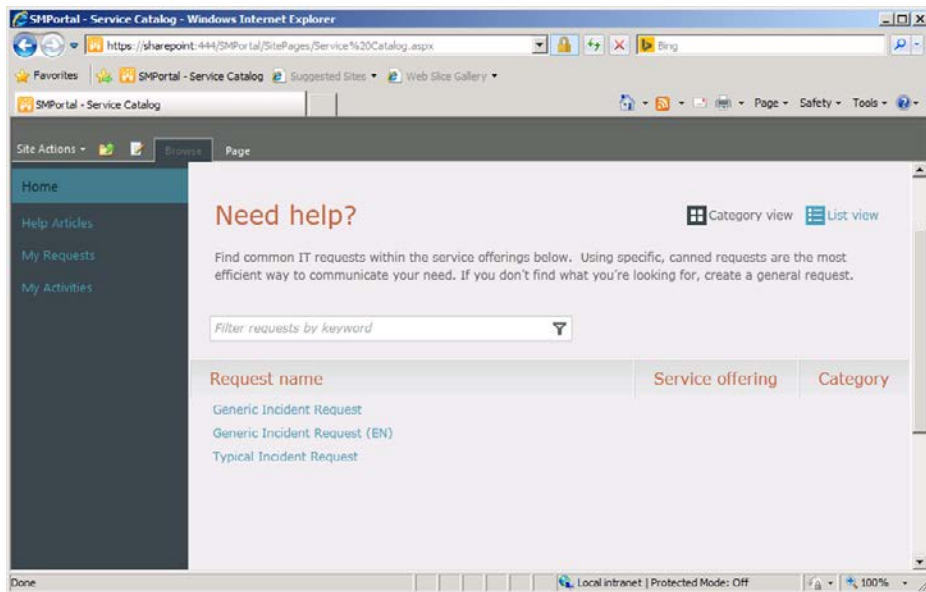 SMPortal - Service Catalog - Windows Internet Explorer
https://sharepoint:444/SMPortal/SitePages/Service%20Catalog.aspx
Bing
Favorites SMPortal - Service Catalog Suggested Sites Web Slice Gallery
SMPortal - Service Catalog
Page Safety Tools
Site Actions Browse Page
Home
Help Articles
My Requests
My Activities
Need help?
Category view List view
Find common IT requests within the service offerings below. Using specific, canned requests are the most
efficient way to communicate your need. If you don't find what you're looking for, create a general request.
Filter requests by keyword
Request name Service offering Category
Generic Incident Request
Generic Incident Request (EN)
Typical Incident Request
Done Local intranet | Protected Mode: Off 100%